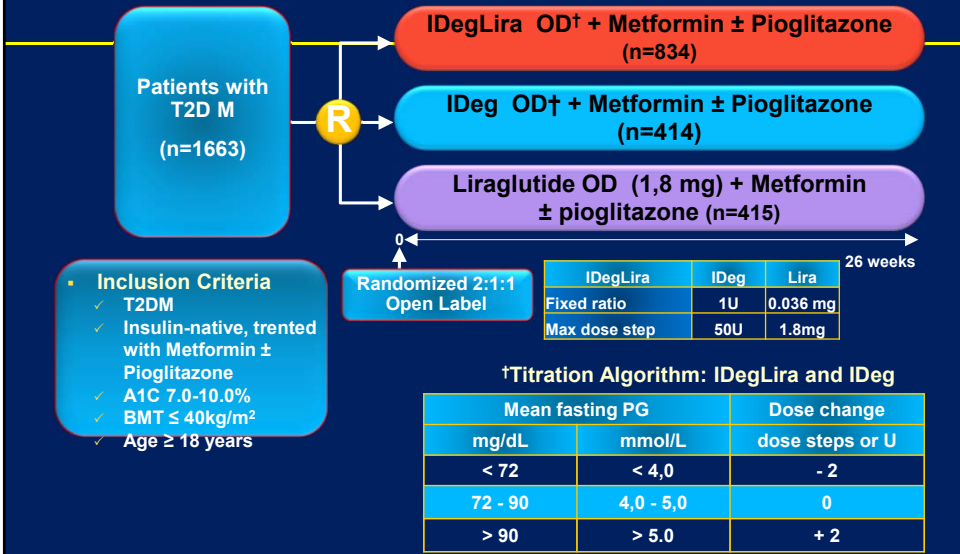 Patients with
T2D M
(n=1663)
R
IDegLira OD† + Metformin ± Pioglitazone
(n=834)
IDeg OD† + Metformin ± Pioglitazone
(n=414)
Liraglutide OD (1,8 mg) + Metformin
± pioglitazone (n=415)
0
26 weeks
Randomized 2:1:1
Open Label
IDegLira IDeg Lira
Fixed ratio 1U 0.036 mg
Max dose step 50U 1.8mg
▪ Inclusion Criteria
✓ T2DM
✓ Insulin-native, trented
with Metformin ±
Pioglitazone
✓ A1C 7.0-10.0%
✓ BMT ≤ 40kg/m²
✓ Age ≥ 18 years
†Titration Algorithm: IDegLira and IDeg
Mean fasting PG Dose change
mg/dL mmol/L dose steps or U
< 72 < 4,0 - 2
72 - 90 4,0 - 5,0 0
> 90 > 5.0 + 2